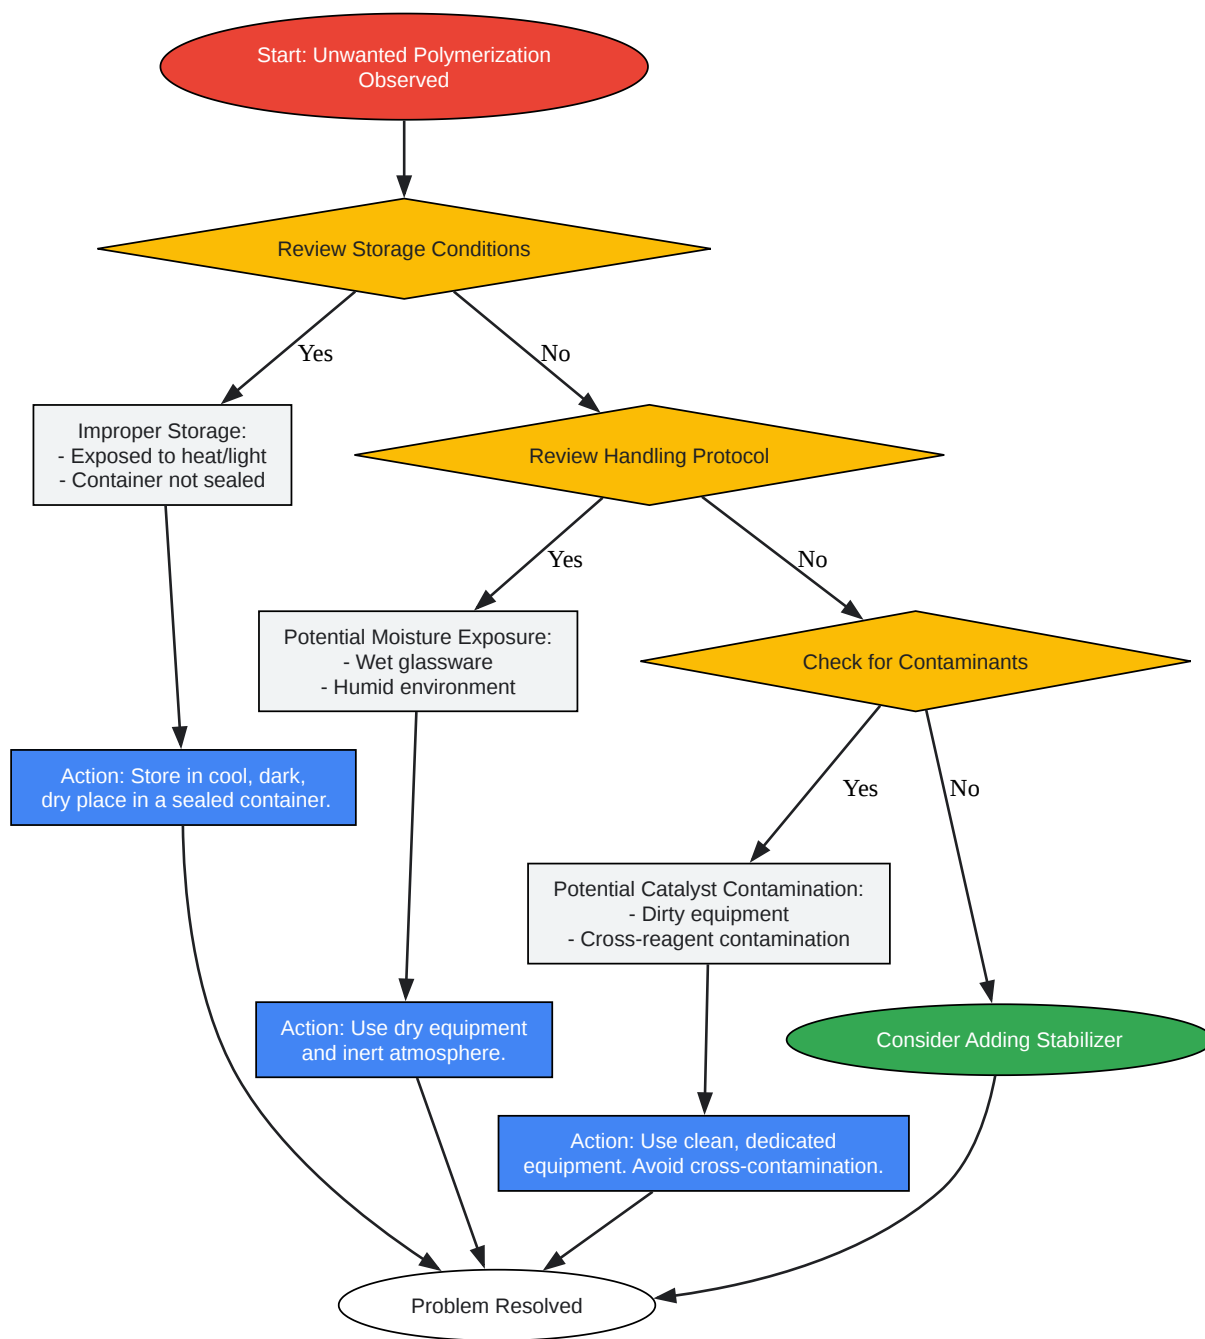 Start: Unwanted Polymerization
Observed
Review Storage Conditions
Yes
No
Improper Storage:
- Exposed to heat/light
- Container not sealed
Review Handling Protocol
Yes
No
Potential Moisture Exposure:
- Wet glassware
- Humid environment
Check for Contaminants
Action: Store in cool, dark,
dry place in a sealed container.
Yes
No
Potential Catalyst Contamination:
- Dirty equipment
- Cross-reagent contamination
Action: Use dry equipment
and inert atmosphere.
Consider Adding Stabilizer
Action: Use clean, dedicated
equipment. Avoid cross-contamination.
Problem Resolved